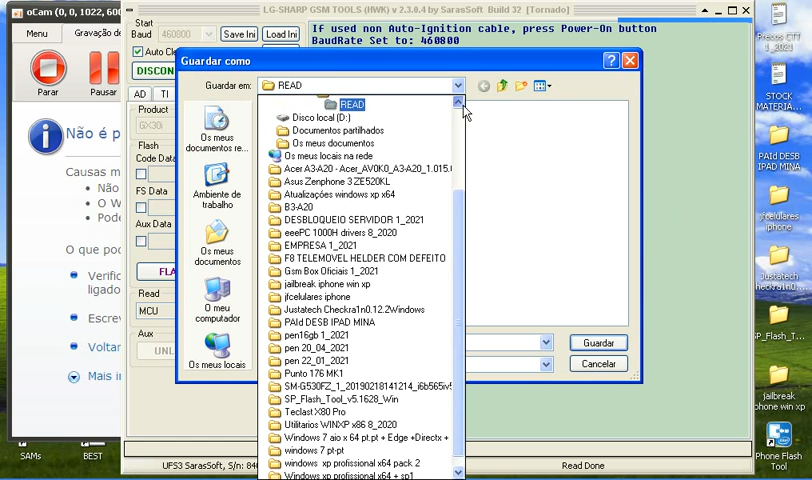 oCam (0, 0, 1022, 600
Menu
Gravação de
Parar
Pausar
Não é p
Causas m
Não
O W
Pode
O que pod
Verific
ligado
Escrev
Voltar
Mais in
SAMs
BEST
LG-SHARP GSM TOOLS (HWK) v 2.3.0.4 by SarasSoft Build 32 [Tornado]
Start
Baud
460800
Save Ini
Load Ini
Auto Cle
DISCON
AD
TI
Product
GX30i
Flash
Code Data
FS Data
Aux Data
FLA
Read
MCU
Aux
UNL
If used non Auto-Ignition cable, press Power-On button
BaudRate Set to: 460800
Guardar como
Guardar em:
READ
Os meus
documentos re...
Ambiente de
trabalho
Os meus
documentos
O meu
computador
Os meus locais
READ
Disco local (D:)
Documentos partilhados
Os meus documentos
Os meus locais na rede
Acer A3-A20 - Acer_AV0K0_A3-A20_1.015.0
Asus Zenphone 3 ZE520KL
Atualizações windows xp x64
B3-A20
DESBLOQUEIO SERVIDOR 1_2021
eeePC 1000H drivers 8_2020
EMPRESA 1_2021
F8 TELEMOVEL HELDER COM DEFEITO
Gsm Box Oficiais 1_2021
jailbreak iphone win xp
jfcelulares iphone
Justatech Checkra1n0.12.2Windows
PAId DESB IPAD MINA
pen16gb 1_2021
pen 20_04_2021
pen 22_01_2021
Punto 176 MK1
SM-G530FZ_1_20190218141214_i6b565iv5
SP_Flash_Tool_v5.1628_Win
Teclast X80 Pro
Utilitarios WINXP x86 8_2020
Windows 7 aio x 64 pt.pt + Edge +Directx +
windows 7 pt-pt
windows xp profissional x64 pack 2
Windows xp profissional x64 + sp1
Guardar
Cancelar
UFS3 SarasSoft, S/n: 840
Read Done
Precos CTT
1_2021
STOCK
MATERIA...
PAId DESB
IPAD MINA
jfcelulares
iphone
Justatech
Checkra1n0....
SP_Flash_T...
jailbreak
iphone win xp
Phone Flash
Tool